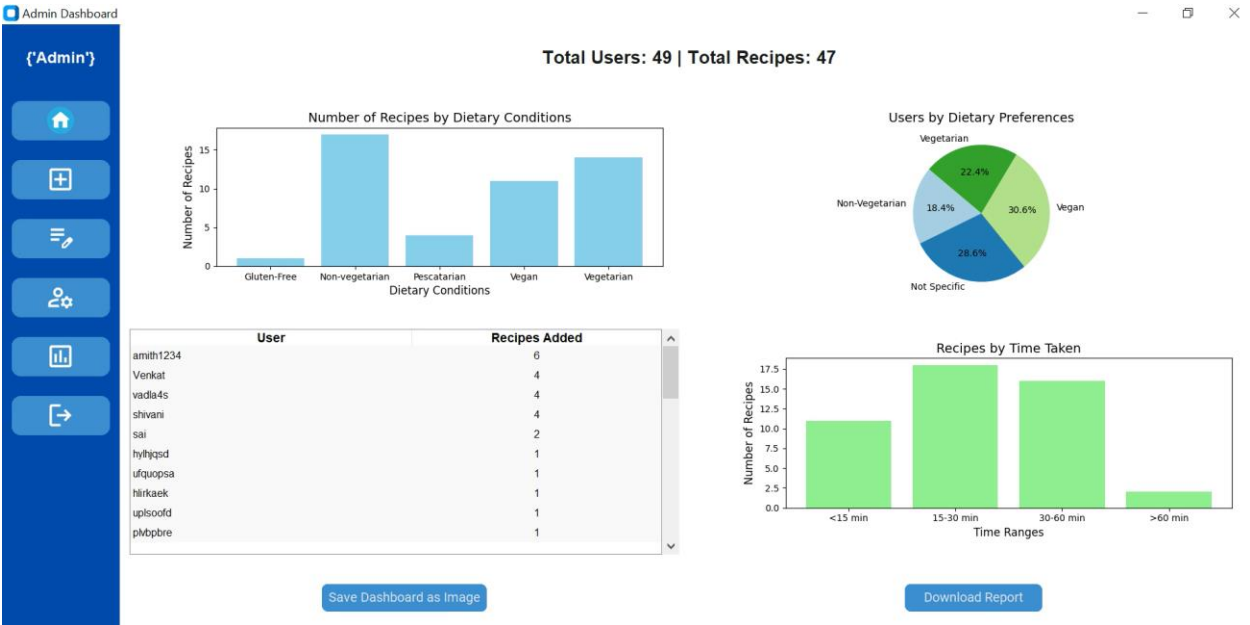 Admin Dashboard
{'Admin'}
Total Users: 49 | Total Recipes: 47
Number of Recipes by Dietary Conditions
Number of Recipes
15
10
5
0
Gluten-Free Non-vegetarian Pescatarian Vegan Vegetarian
Dietary Conditions
Users by Dietary Preferences
Vegetarian
22.4%
Non-Vegetarian 18.4% 30.6% Vegan
28.6%
Not Specific
User Recipes Added
amith1234 6
Venkat 4
vadla4s 4
shivani 4
sai 2
hylhjqsd 1
ufquopsa 1
hlirkaek 1
uplsoofd 1
plvbpbre 1
Recipes by Time Taken
Number of Recipes
17.5
15.0
12.5
10.0
7.5
5.0
2.5
0.0
<15 min 15-30 min 30-60 min >60 min
Time Ranges
Save Dashboard as Image
Download Report